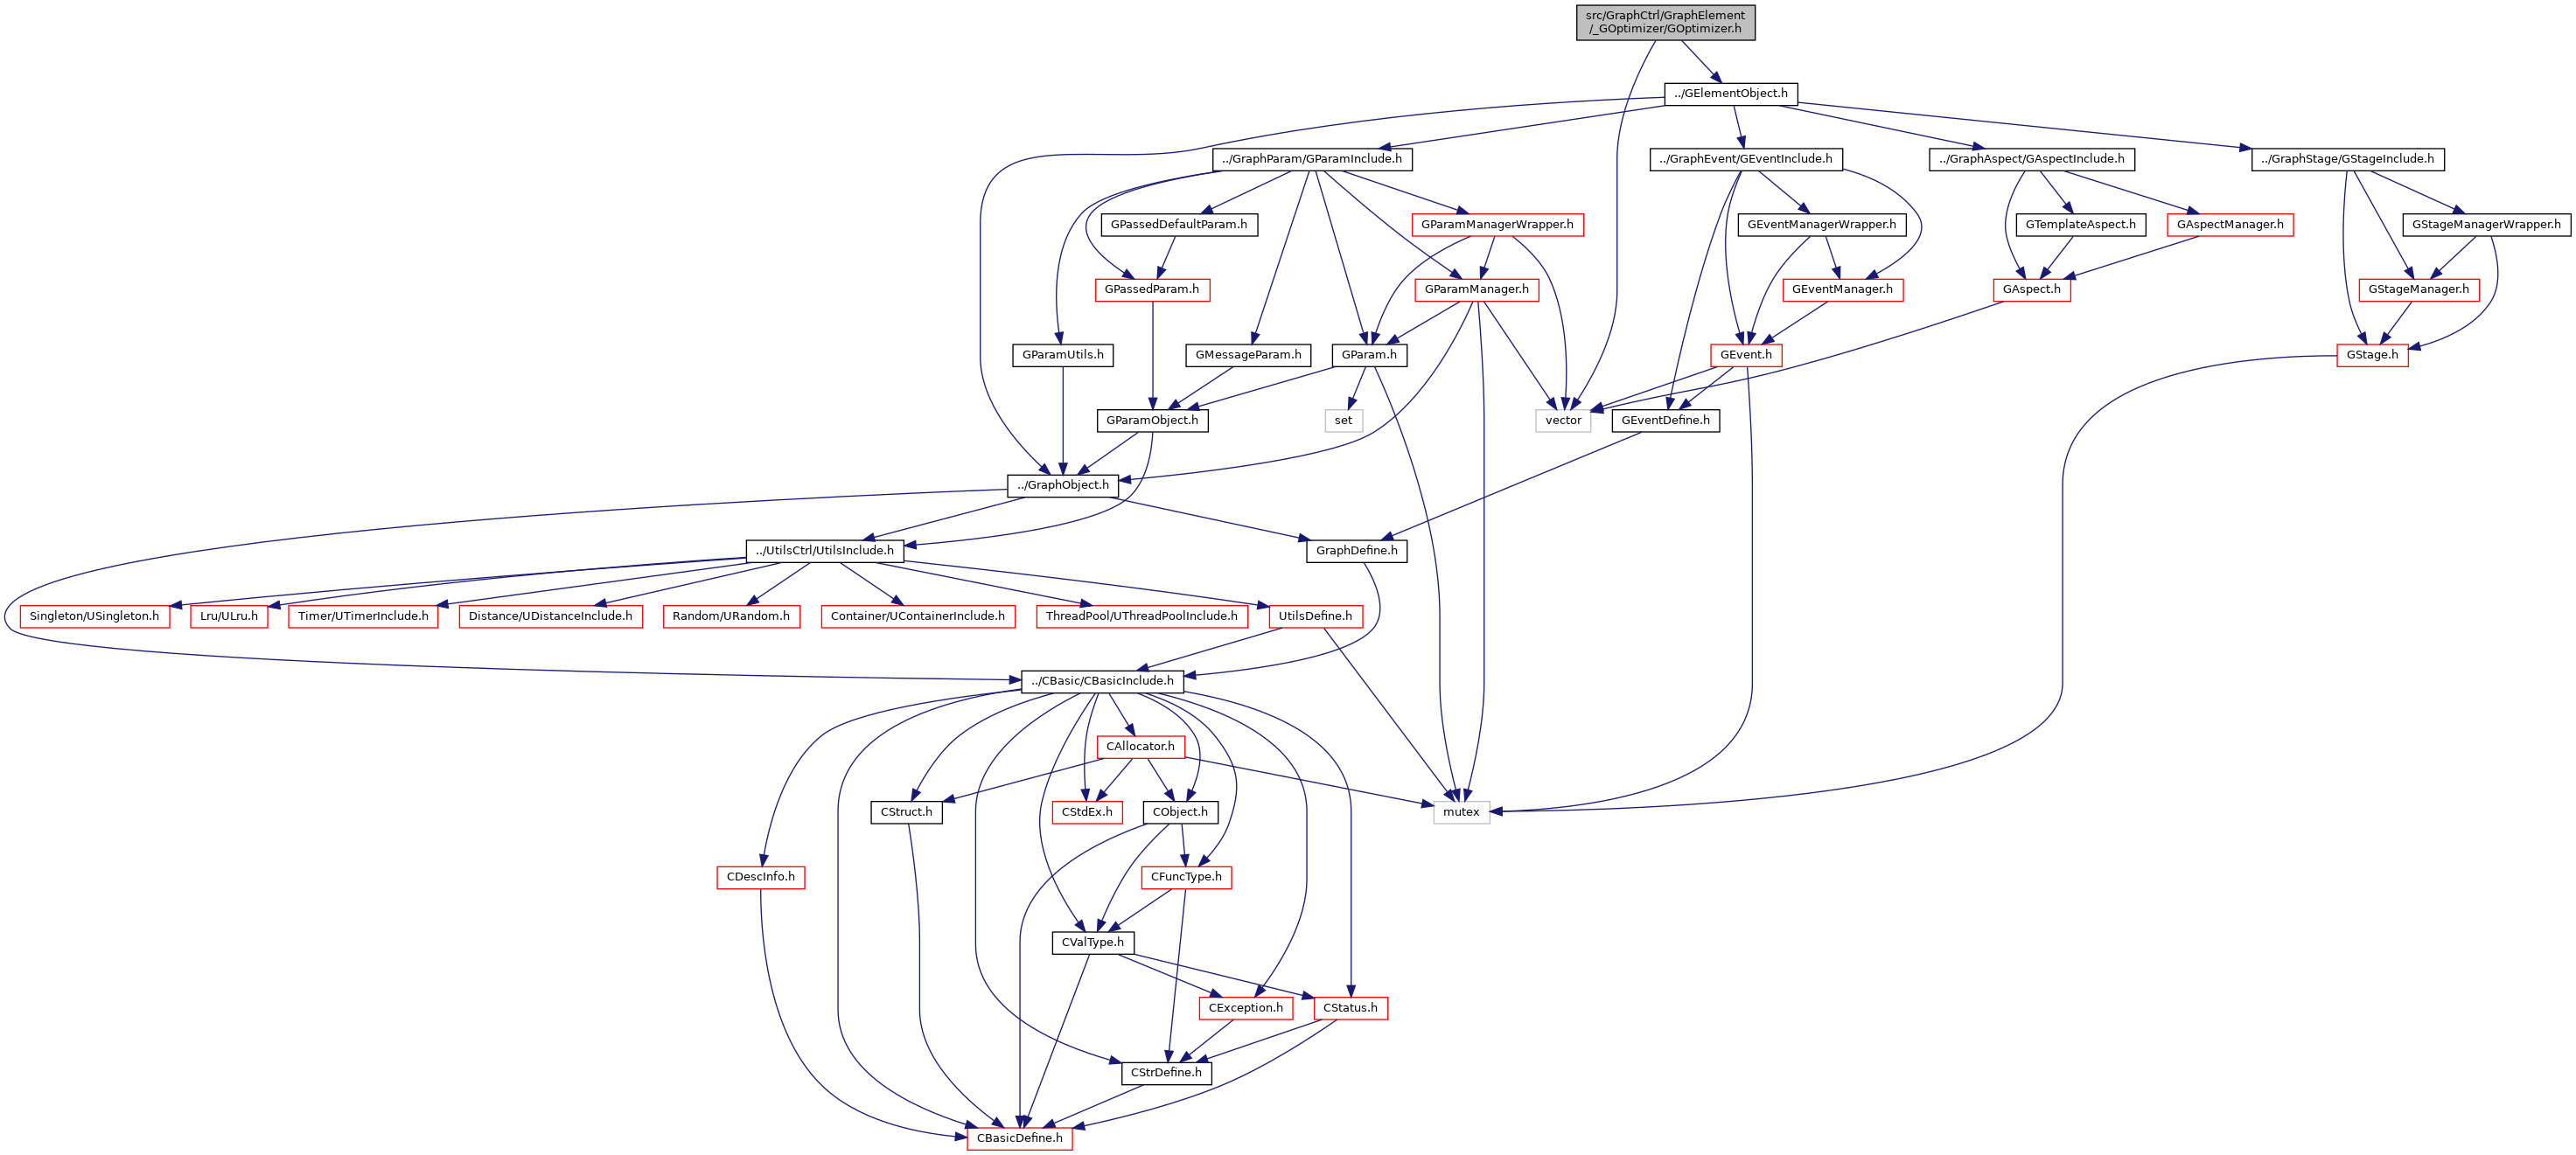 src/GraphCtrl/GraphElement
/_GOptimizer/GOptimizer.h
../GElementObject.h
../GraphParam/GParamInclude.h
../GraphEvent/GEventInclude.h
../GraphAspect/GAspectInclude.h
../GraphStage/GStageInclude.h
GPassedDefaultParam.h
GParamManagerWrapper.h
GEventManagerWrapper.h
GTemplateAspect.h
GAspectManager.h
GStageManagerWrapper.h
GPassedParam.h
GParamManager.h
GEventManager.h
GAspect.h
GStageManager.h
GParamUtils.h
GMessageParam.h
GParam.h
GEvent.h
GStage.h
GParamObject.h
set
vector
GEventDefine.h
../GraphObject.h
../UtilsCtrl/UtilsInclude.h
GraphDefine.h
Singleton/USingleton.h
Lru/ULru.h
Timer/UTimerInclude.h
Distance/UDistanceInclude.h
Random/URandom.h
Container/UContainerInclude.h
ThreadPool/UThreadPoolInclude.h
UtilsDefine.h
../CBasic/CBasicInclude.h
CAllocator.h
CStruct.h
CStdEx.h
CObject.h
mutex
CDescInfo.h
CFuncType.h
CValType.h
CException.h
CStatus.h
CStrDefine.h
CBasicDefine.h